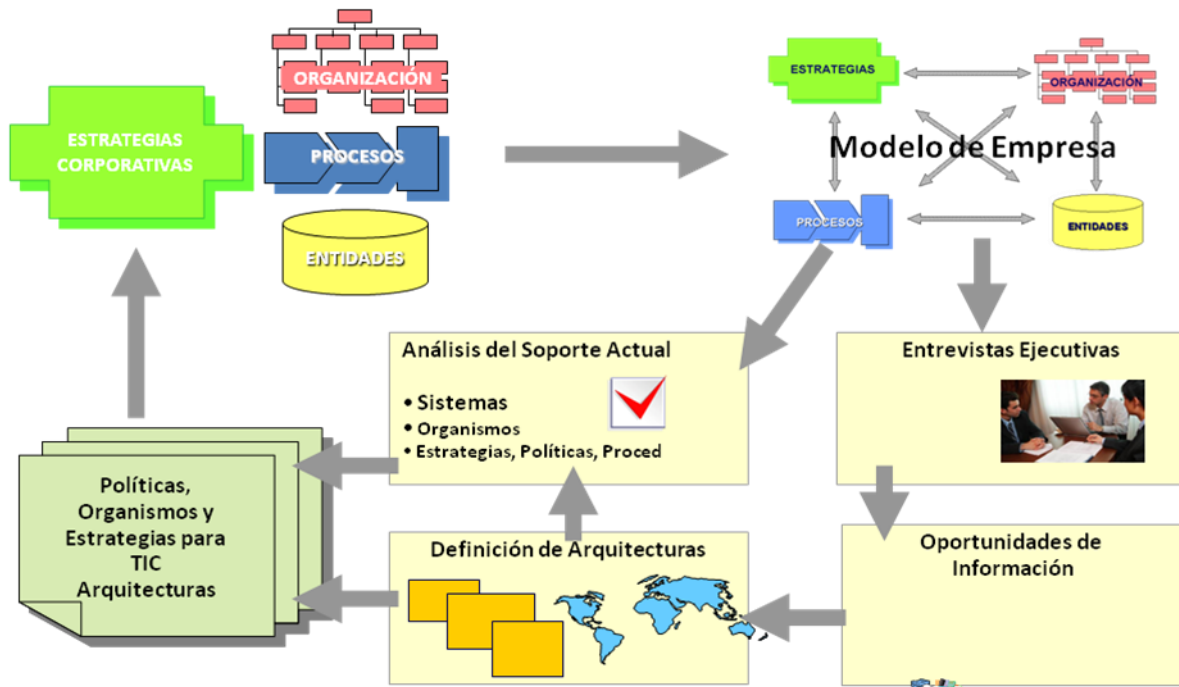 ORGANIZACIÓN
ESTRATEGIAS
CORPORATIVAS
PROCESOS
ENTIDADES
ESTRATEGIAS
ORGANIZACIÓN
Modelo de Empresa
PROCESOS
ENTIDADES
Análisis del Soporte Actual
• Sistemas
• Organismos
• Estrategias, Políticas, Proced
Entrevistas Ejecutivas
Políticas,
Organismos y
Estrategias para
TIC
Arquitecturas
Definición de Arquitecturas
Oportunidades de
Información